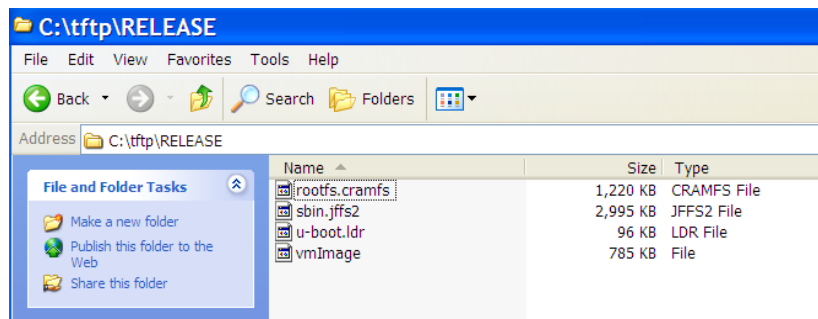 C:\tftp\RELEASE
File Edit View Favorites Tools Help
Back Search Folders
Address C:\tftp\RELEASE
Name Size Type
File and Folder Tasks
rootfs.cramfs 1,220 KB CRAMFS File
sbin.jffs2 2,995 KB JFFS2 File
Make a new folder
u-boot.ldr 96 KB LDR File
Publish this folder to the
Web
vmImage 785 KB File
Share this folder